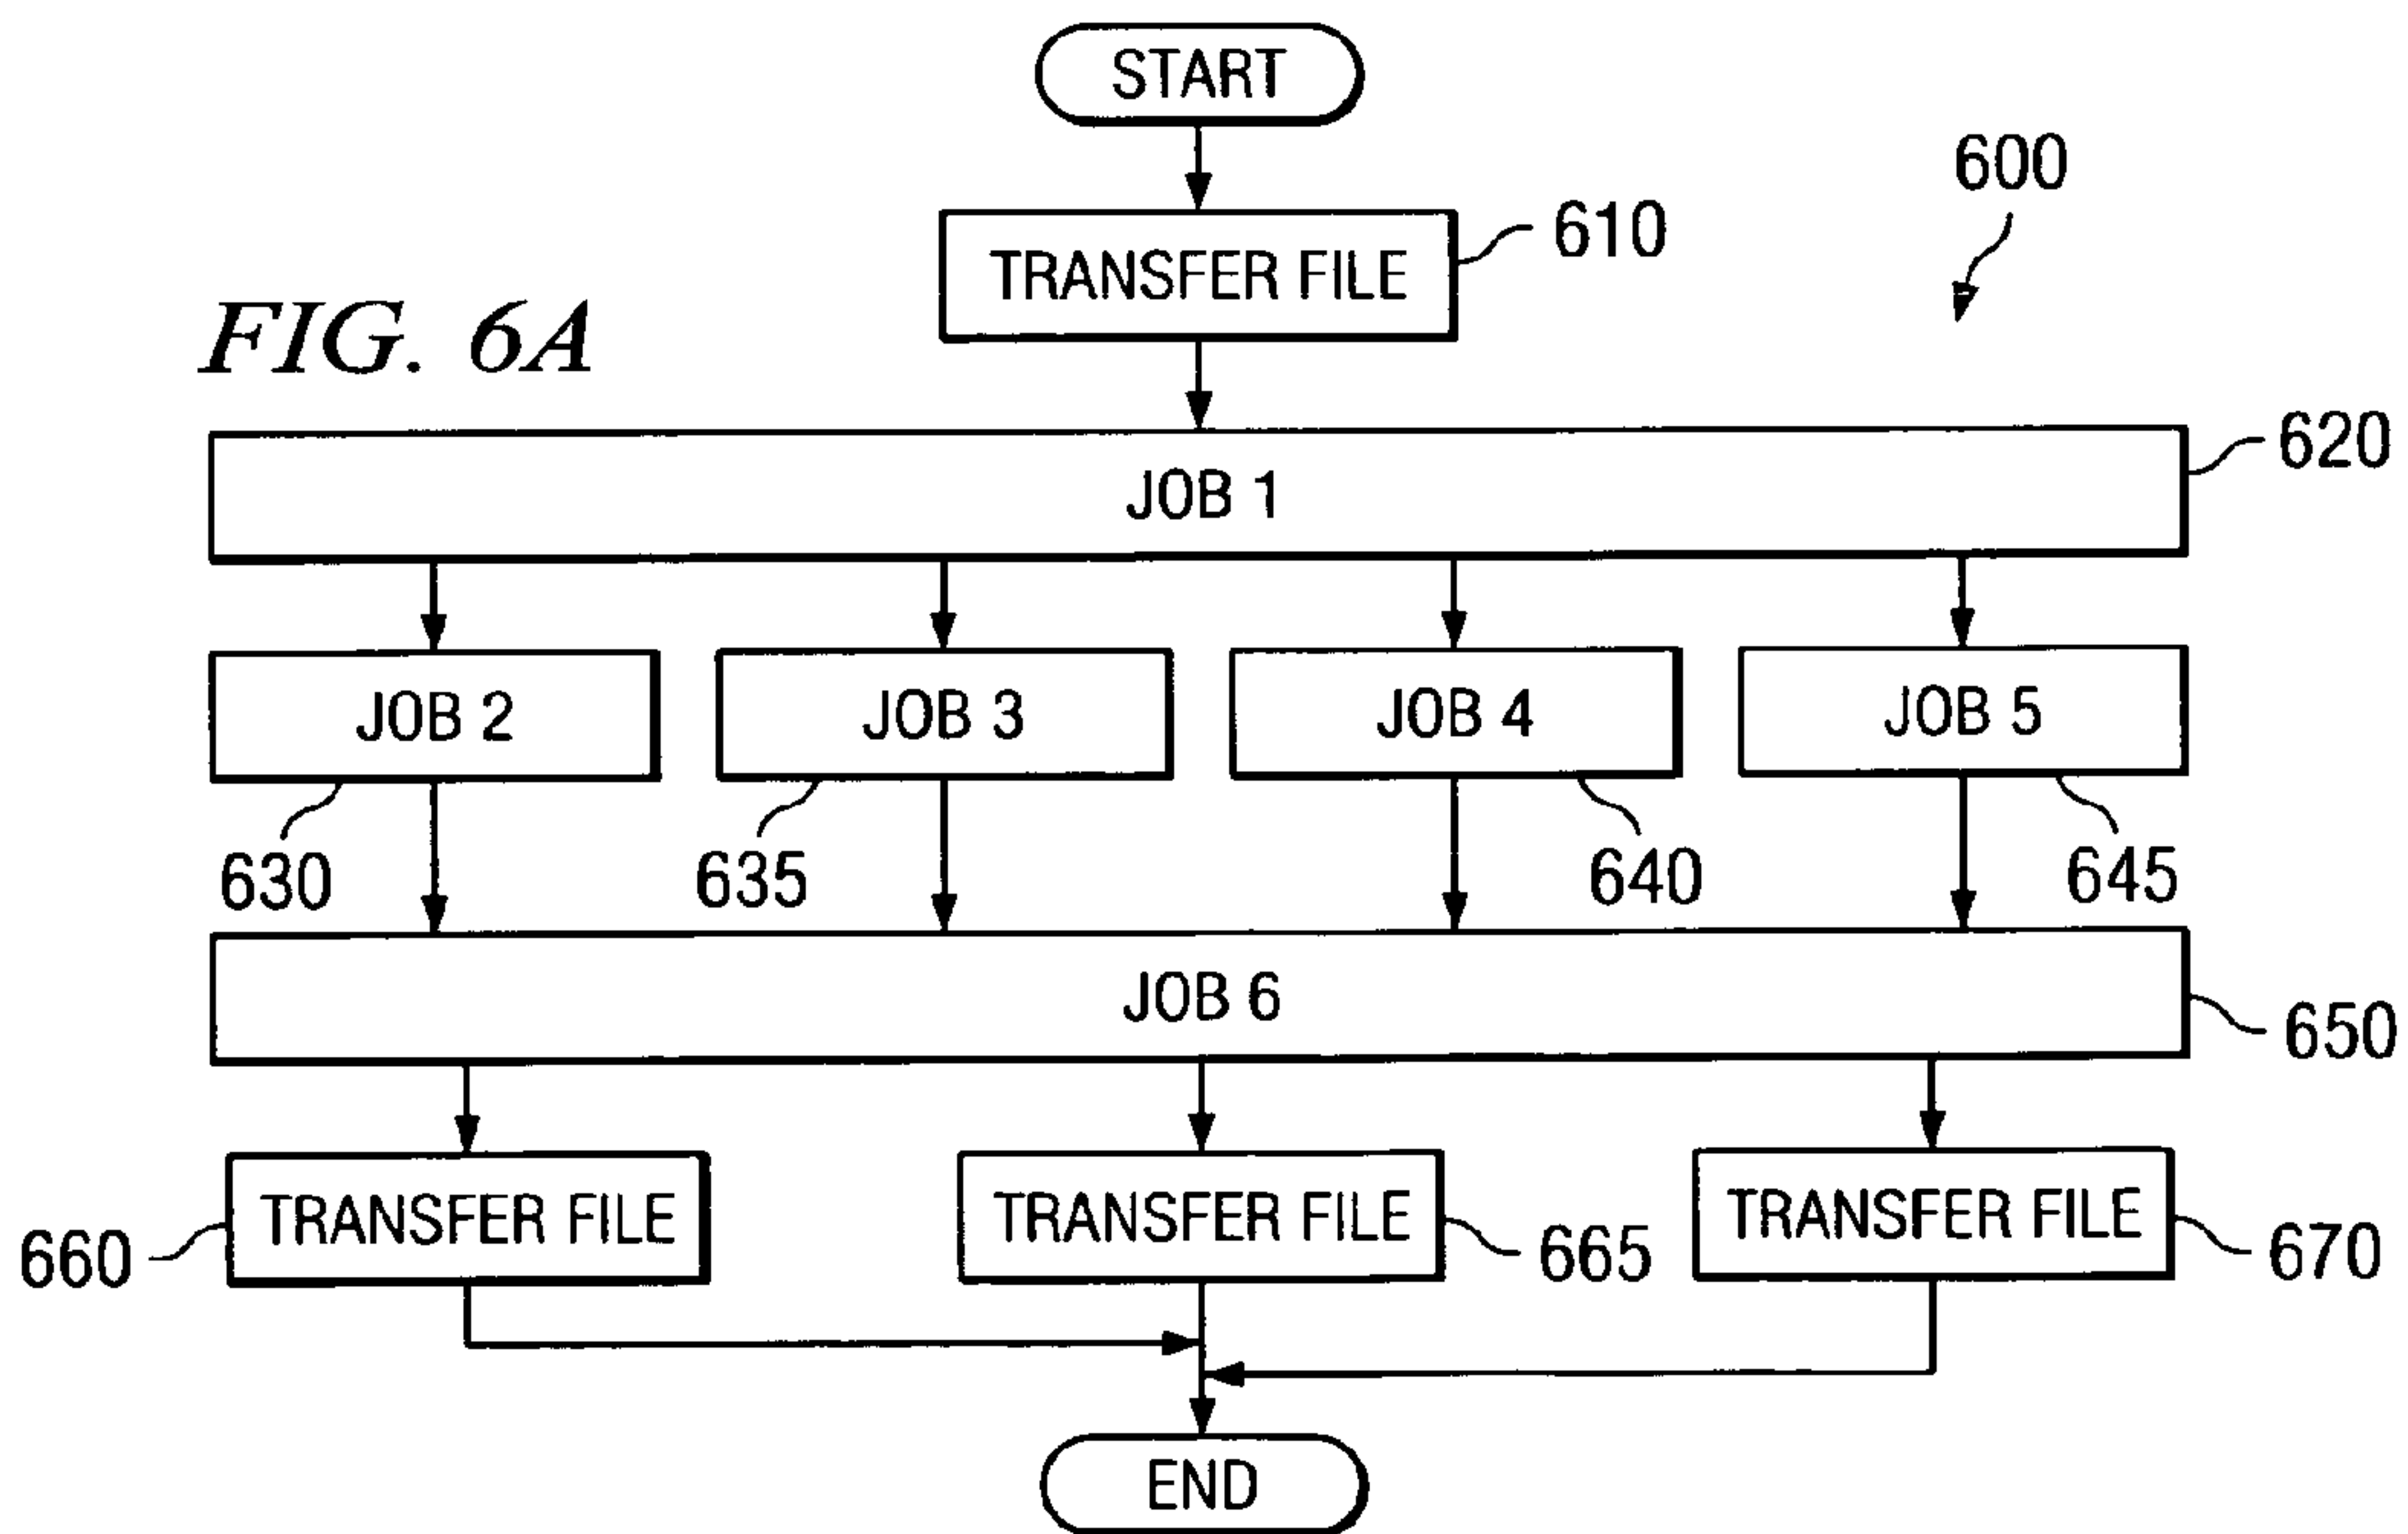 START
600
610
TRANSFER FILE
FIG. 6A
620
JOB 1
JOB 2
JOB 3
JOB 4
JOB 5
630
635
640
645
JOB 6
650
TRANSFER FILE
TRANSFER FILE
TRANSFER FILE
660
665
670
END